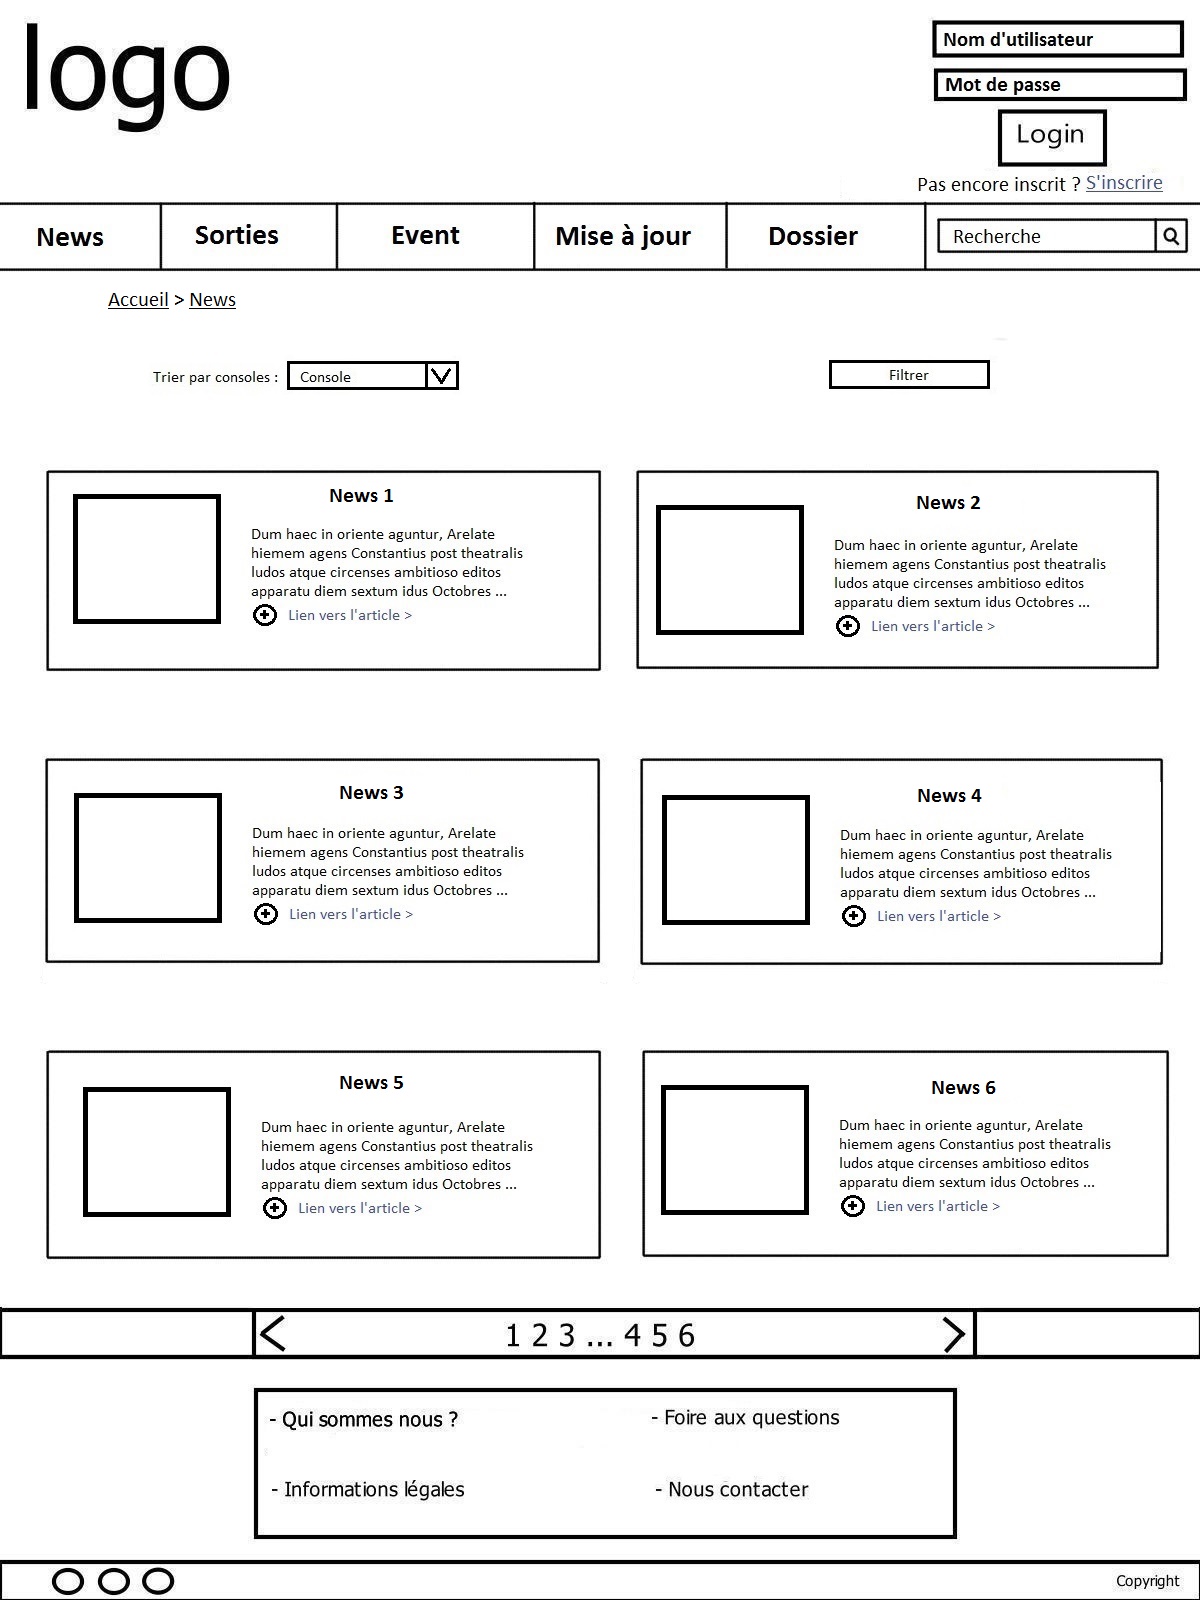 logo
Nom d'utilisateur
Mot de passe
Login
Pas encore inscrit ? S'inscrire
News Sorties Event Mise à jour Dossier Recherche
Accueil > News
Trier par consoles : Console Filtrer
News 1
Dum haec in oriente aguntur, Arelate
hiemem agens Constantius post theatralis
ludos atque circenses ambitioso editos
apparatu diem sextum idus Octobres ...
Lien vers l'article >
News 2
Dum haec in oriente aguntur, Arelate
hiemem agens Constantius post theatralis
ludos atque circenses ambitioso editos
apparatu diem sextum idus Octobres ...
Lien vers l'article >
News 3
Dum haec in oriente aguntur, Arelate
hiemem agens Constantius post theatralis
ludos atque circenses ambitioso editos
apparatu diem sextum idus Octobres ...
Lien vers l'article >
News 4
Dum haec in oriente aguntur, Arelate
hiemem agens Constantius post theatralis
ludos atque circenses ambitioso editos
apparatu diem sextum idus Octobres ...
Lien vers l'article >
News 5
Dum haec in oriente aguntur, Arelate
hiemem agens Constantius post theatralis
ludos atque circenses ambitioso editos
apparatu diem sextum idus Octobres ...
Lien vers l'article >
News 6
Dum haec in oriente aguntur, Arelate
hiemem agens Constantius post theatralis
ludos atque circenses ambitioso editos
apparatu diem sextum idus Octobres ...
Lien vers l'article >
1 2 3 ... 4 5 6
- Qui sommes nous ? - Foire aux questions
- Informations légales - Nous contacter
Copyright